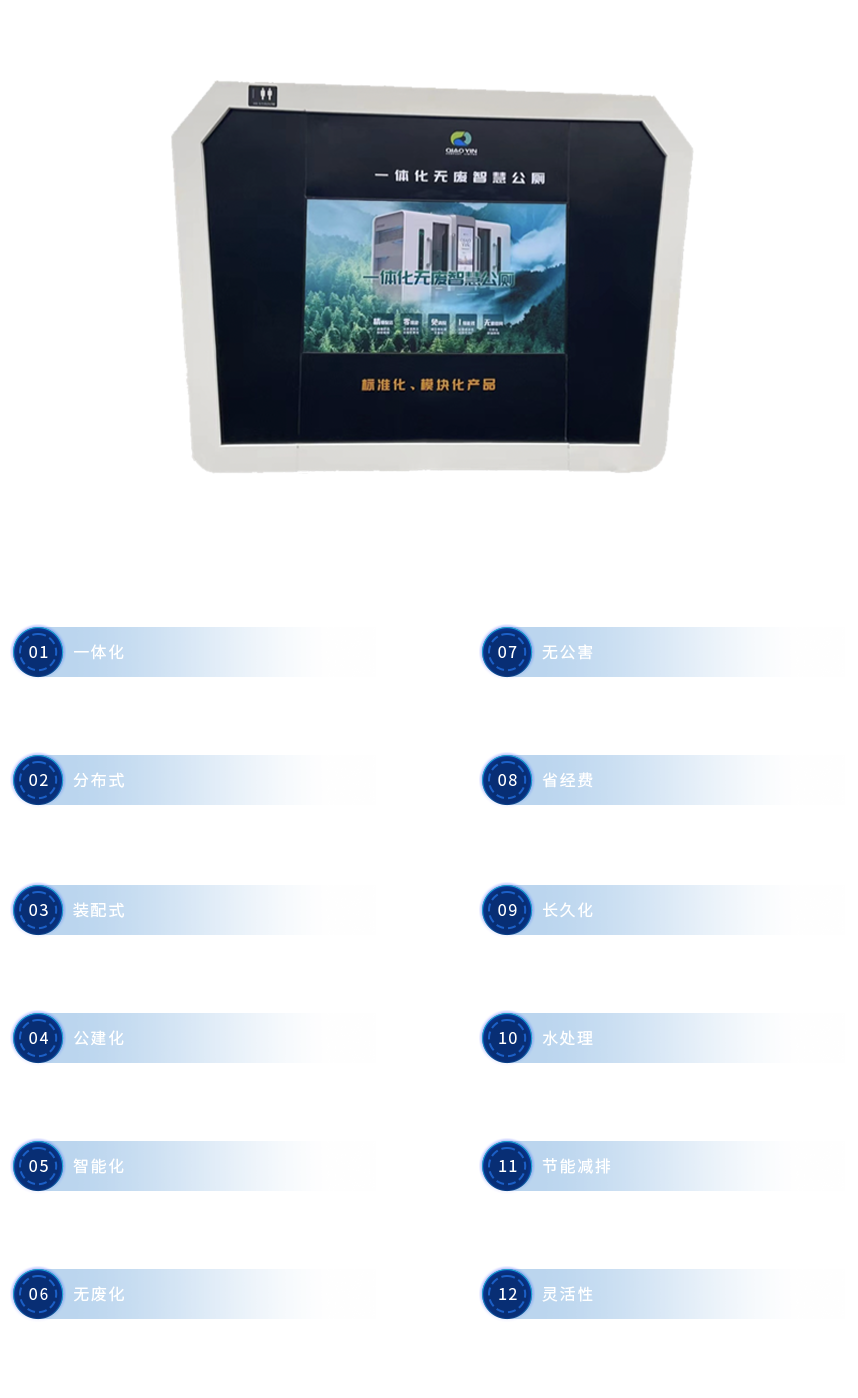 QIAO YIN
一体化无废智慧公厕
一体化无废智慧公厕
标准化、模块化产品
01 一体化
07 无公害
02 分布式
08 省经费
03 装配式
09 长久化
04 公建化
10 水处理
05 智能化
11 节能减排
06 无废化
12 灵活性